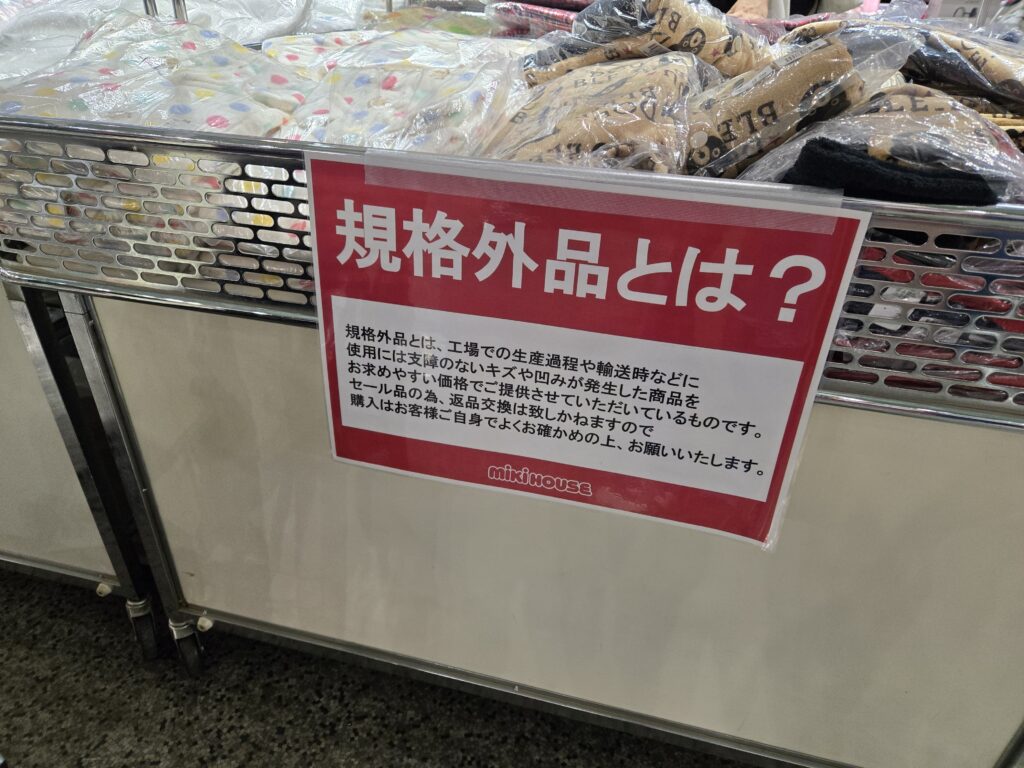 規格外品とは？
規格外品とは、工場での生産過程や輸送時などに
使用には支障のないキズや凹みが発生した商品を
お求めやすい価格でご提供させていただいているものです。
セール品の為、返品交換は致しかねますので
購入はお客様ご自身でよくお確かめの上、お願いいたします。
miKi HOUSE